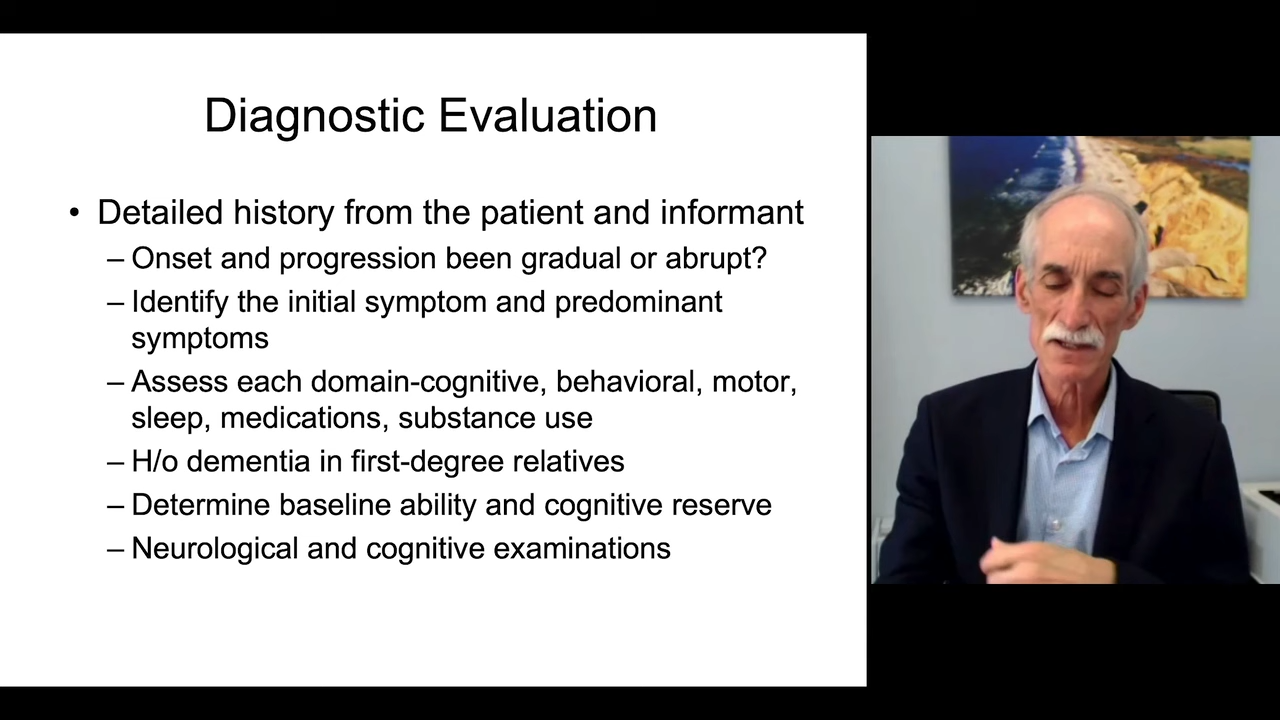 Diagnostic Evaluation
• Detailed history from the patient and informant
– Onset and progression been gradual or abrupt?
– Identify the initial symptom and predominant
symptoms
– Assess each domain-cognitive, behavioral, motor,
sleep, medications, substance use
– H/o dementia in first-degree relatives
– Determine baseline ability and cognitive reserve
– Neurological and cognitive examinations